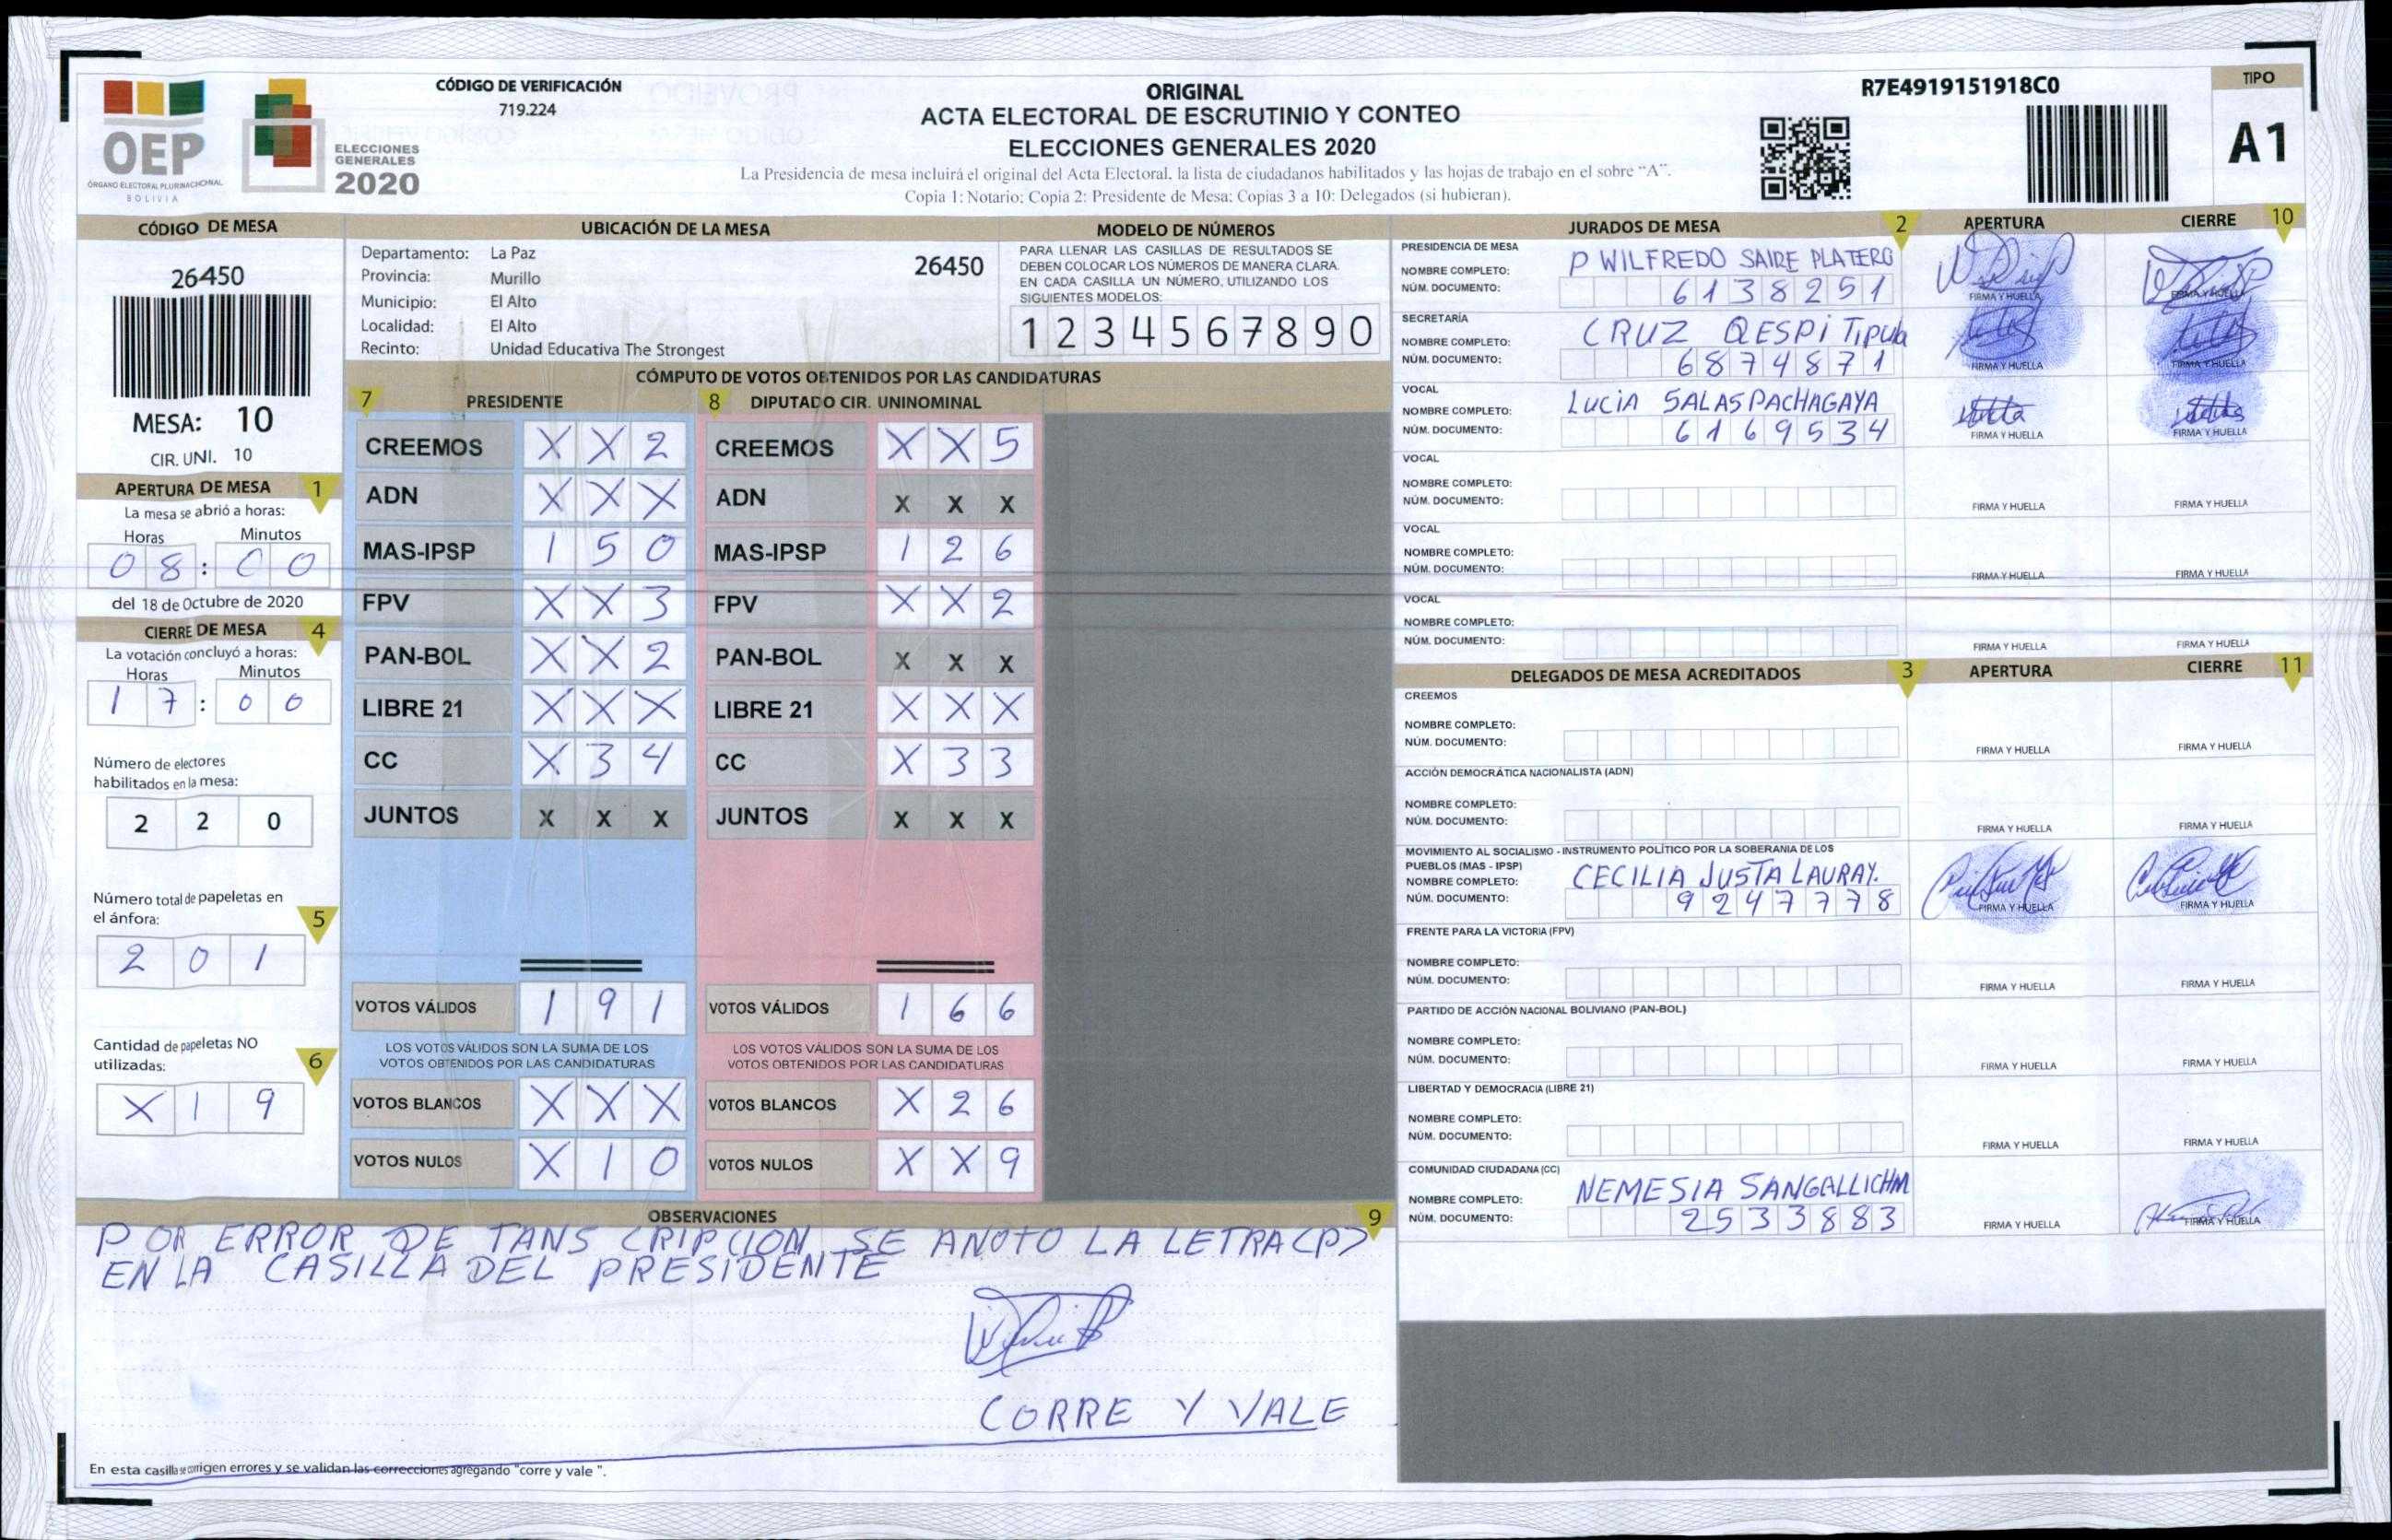 OEP
ÓRGANO ELECTORAL PLURINACIONAL
BOLIVIA
ELECCIONES
GENERALES
2020
CÓDIGO DE VERIFICACIÓN
719.224
ORIGINAL
ACTA ELECTORAL DE ESCRUTINIO Y CONTEO
ELECCIONES GENERALES 2020
La Presidencia de mesa incluirá el original del Acta Electoral, la lista de ciudadanos habilitados y las hojas de trabajo en el sobre "A".
Copia 1: Notario; Copia 2: Presidente de Mesa; Copias 3 a 10: Delegados (si hubieran).
R7E4919151918C0
TIPO
A1
CÓDIGO DE MESA
26450
MESA: 10
CIR. UNI. 10
APERTURA DE MESA 1
La mesa se abrió a horas:
Horas Minutos
08:00
del 18 de Octubre de 2020
CIERRE DE MESA 4
La votación concluyó a horas:
Horas Minutos
17:00
Número de electores
habilitados en la mesa:
2 2 0
Número total de papeletas en
el ánfora: 5
2 0 1
Cantidad de papeletas NO
utilizadas: 6
X 1 9
UBICACIÓN DE LA MESA
Departamento: La Paz
26450
Provincia: Murillo
Municipio: El Alto
Localidad: El Alto
Recinto: Unidad Educativa The Strongest
MODELO DE NÚMEROS
PARA LLENAR LAS CASILLAS DE RESULTADOS SE
DEBEN COLOCAR LOS NÚMEROS DE MANERA CLARA.
EN CADA CASILLA UN NÚMERO, UTILIZANDO LOS
SIGUIENTES MODELOS:
1 2 3 4 5 6 7 8 9 0
CÓMPUTO DE VOTOS OBTENIDOS POR LAS CANDIDATURAS
7 PRESIDENTE 8 DIPUTADO CIR. UNINOMINAL
CREEMOS X X 2 CREEMOS X X 5
ADN X X X ADN X X X
MAS-IPSP 1 5 0 MAS-IPSP 1 2 6
FPV X X 3 FPV X X 2
PAN-BOL X X 2 PAN-BOL X X X
LIBRE 21 X X X LIBRE 21 X X X
CC X 3 4 CC X 3 3
JUNTOS X X X JUNTOS X X X
VOTOS VÁLIDOS 1 9 1 VOTOS VÁLIDOS 1 6 6
LOS VOTOS VÁLIDOS SON LA SUMA DE LOS LOS VOTOS VÁLIDOS SON LA SUMA DE LOS
VOTOS OBTENIDOS POR LAS CANDIDATURAS VOTOS OBTENIDOS POR LAS CANDIDATURAS
VOTOS BLANCOS X X X VOTOS BLANCOS X 2 6
VOTOS NULOS X 1 0 VOTOS NULOS X X 9
OBSERVACIONES 9
POR ERROR DE TANSCRIPCION SE ANOTO LA LETRA (P)
EN LA CASILLA DEL PRESIDENTE
CORRE Y VALE
En esta casilla se corrigen errores y se validan las correcciones agregando "corre y vale ".
JURADOS DE MESA 2 APERTURA CIERRE 10
PRESIDENCIA DE MESA
NOMBRE COMPLETO: P WILFREDO SAIRE PLATERO
NÚM. DOCUMENTO: 6138251
FIRMA Y HUELLA FIRMA Y HUELLA
SECRETARÍA
NOMBRE COMPLETO: CRUZ QESPI Tipula
NÚM. DOCUMENTO: 6874871
FIRMA Y HUELLA FIRMA Y HUELLA
VOCAL
NOMBRE COMPLETO: LUCIA SALAS PACHAGAYA
NÚM. DOCUMENTO: 6169534
FIRMA Y HUELLA FIRMA Y HUELLA
VOCAL
NOMBRE COMPLETO:
NÚM. DOCUMENTO:
FIRMA Y HUELLA FIRMA Y HUELLA
VOCAL
NOMBRE COMPLETO:
NÚM. DOCUMENTO:
FIRMA Y HUELLA FIRMA Y HUELLA
VOCAL
NOMBRE COMPLETO:
NÚM. DOCUMENTO:
FIRMA Y HUELLA FIRMA Y HUELLA
DELEGADOS DE MESA ACREDITADOS 3 APERTURA CIERRE 11
CREEMOS
NOMBRE COMPLETO:
NÚM. DOCUMENTO:
FIRMA Y HUELLA FIRMA Y HUELLA
ACCIÓN DEMOCRÁTICA NACIONALISTA (ADN)
NOMBRE COMPLETO:
NÚM. DOCUMENTO:
FIRMA Y HUELLA FIRMA Y HUELLA
MOVIMIENTO AL SOCIALISMO - INSTRUMENTO POLÍTICO POR LA SOBERANIA DE LOS
PUEBLOS (MAS - IPSP)
NOMBRE COMPLETO: CECILIA JUSTA LAURAY.
NÚM. DOCUMENTO: 9247778
FIRMA Y HUELLA FIRMA Y HUELLA
FRENTE PARA LA VICTORIA (FPV)
NOMBRE COMPLETO:
NÚM. DOCUMENTO:
FIRMA Y HUELLA FIRMA Y HUELLA
PARTIDO DE ACCIÓN NACIONAL BOLIVIANO (PAN-BOL)
NOMBRE COMPLETO:
NÚM. DOCUMENTO:
FIRMA Y HUELLA FIRMA Y HUELLA
LIBERTAD Y DEMOCRACIA (LIBRE 21)
NOMBRE COMPLETO:
NÚM. DOCUMENTO:
FIRMA Y HUELLA FIRMA Y HUELLA
COMUNIDAD CIUDADANA (CC)
NOMBRE COMPLETO: NEMESIA SANGALLICHM
NÚM. DOCUMENTO: 2533883
FIRMA Y HUELLA FIRMA Y HUELLA